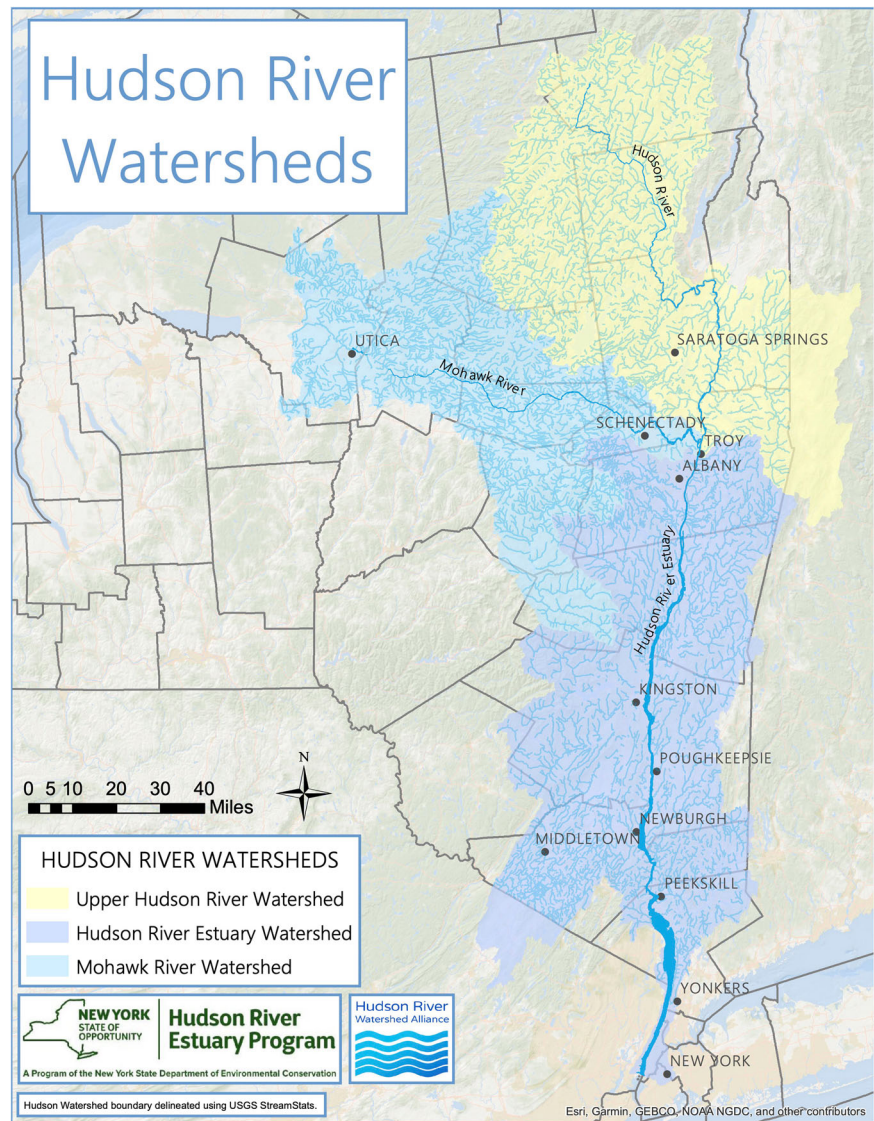 Hudson River
Watersheds
Hudson River
UTICA
SARATOGA SPRINGS
Mohawk River
SCHENECTADY
TROY
ALBANY
Hudson River Estuary
KINGSTON
POUGHKEEPSIE
NEWBURGH
MIDDLETOWN
PEEKSKILL
YONKERS
NEW YORK
N
0 5 10 20 30 40
Miles
HUDSON RIVER WATERSHEDS
Upper Hudson River Watershed
Hudson River Estuary Watershed
Mohawk River Watershed
NEW YORK
STATE OF
OPPORTUNITY
Hudson River
Estuary Program
A Program of the New York State Department of Environmental Conservation
Hudson River
Watershed Alliance
Hudson Watershed boundary delineated using USGS StreamStats.
Esri, Garmin, GEBCO, NOAA NGDC, and other contributors